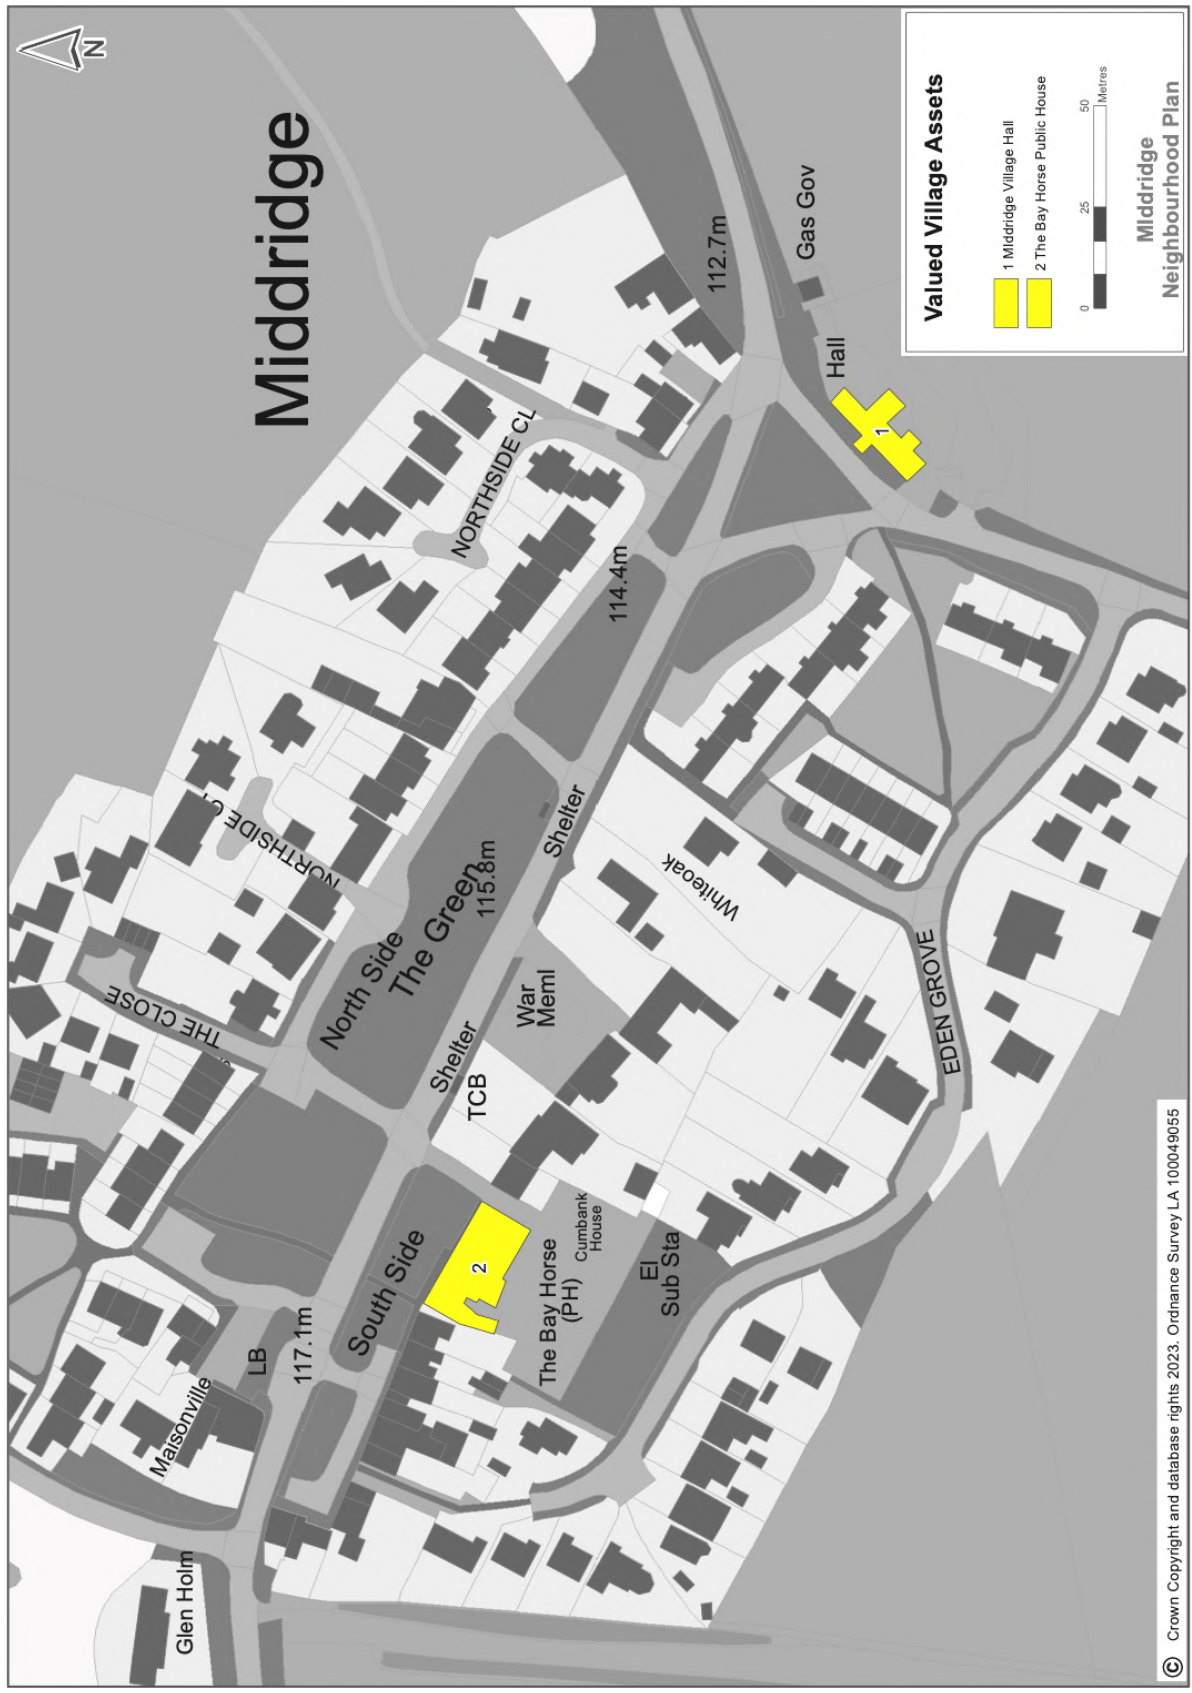 N
Middridge
NORTHSIDE CL
NORTHSIDE CT
THE CLOSE
North Side
The Green
115.8m
114.4m
112.7m
Gas Gov
Hall
1
Shelter
Shelter
War
Meml
TCB
Whiteoak
EDEN GROVE
South Side
2
The Bay Horse
(PH)
Cumbank
House
El
Sub Sta
LB
117.1m
Maisonville
Glen Holm
Valued Village Assets
1 MIddridge Village Hall
2 The Bay Horse Public House
0
25
50
Metres
MIddridge
Neighbourhood Plan
© Crown Copyright and database rights 2023. Ordnance Survey LA 100049055